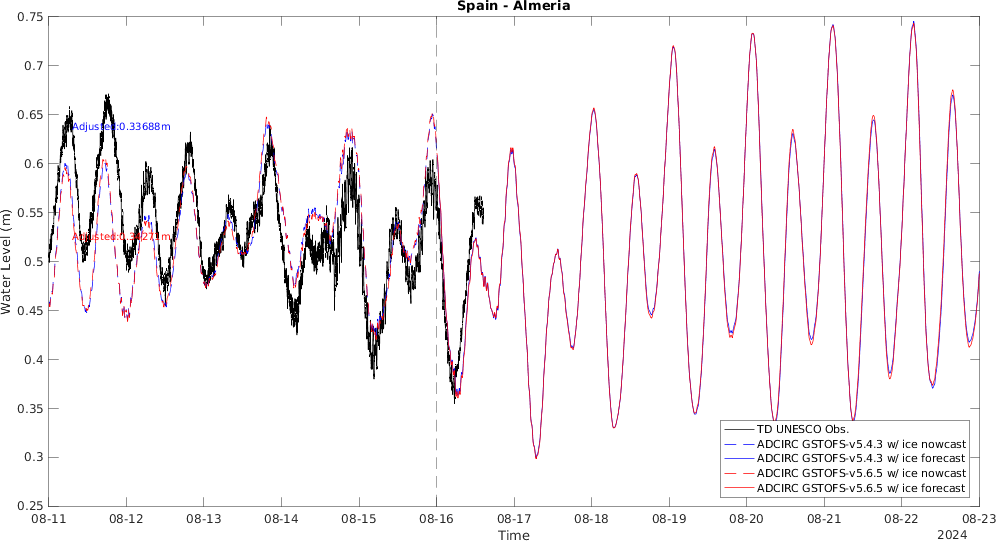 Spain - Almeria
0.75
0.7
0.65
0.6
0.55
0.5
0.45
0.4
0.35
0.3
0.25
Water Level (m)
Adjusted:0.33688m
TD UNESCO Obs.
ADCIRC GSTOFS-v5.4.3 w/ ice nowcast
ADCIRC GSTOFS-v5.4.3 w/ ice forecast
ADCIRC GSTOFS-v5.6.5 w/ ice nowcast
ADCIRC GSTOFS-v5.6.5 w/ ice forecast
08-11 08-12 08-13 08-14 08-15 08-16 08-17 08-18 08-19 08-20 08-21 08-22 08-23
Time
2024